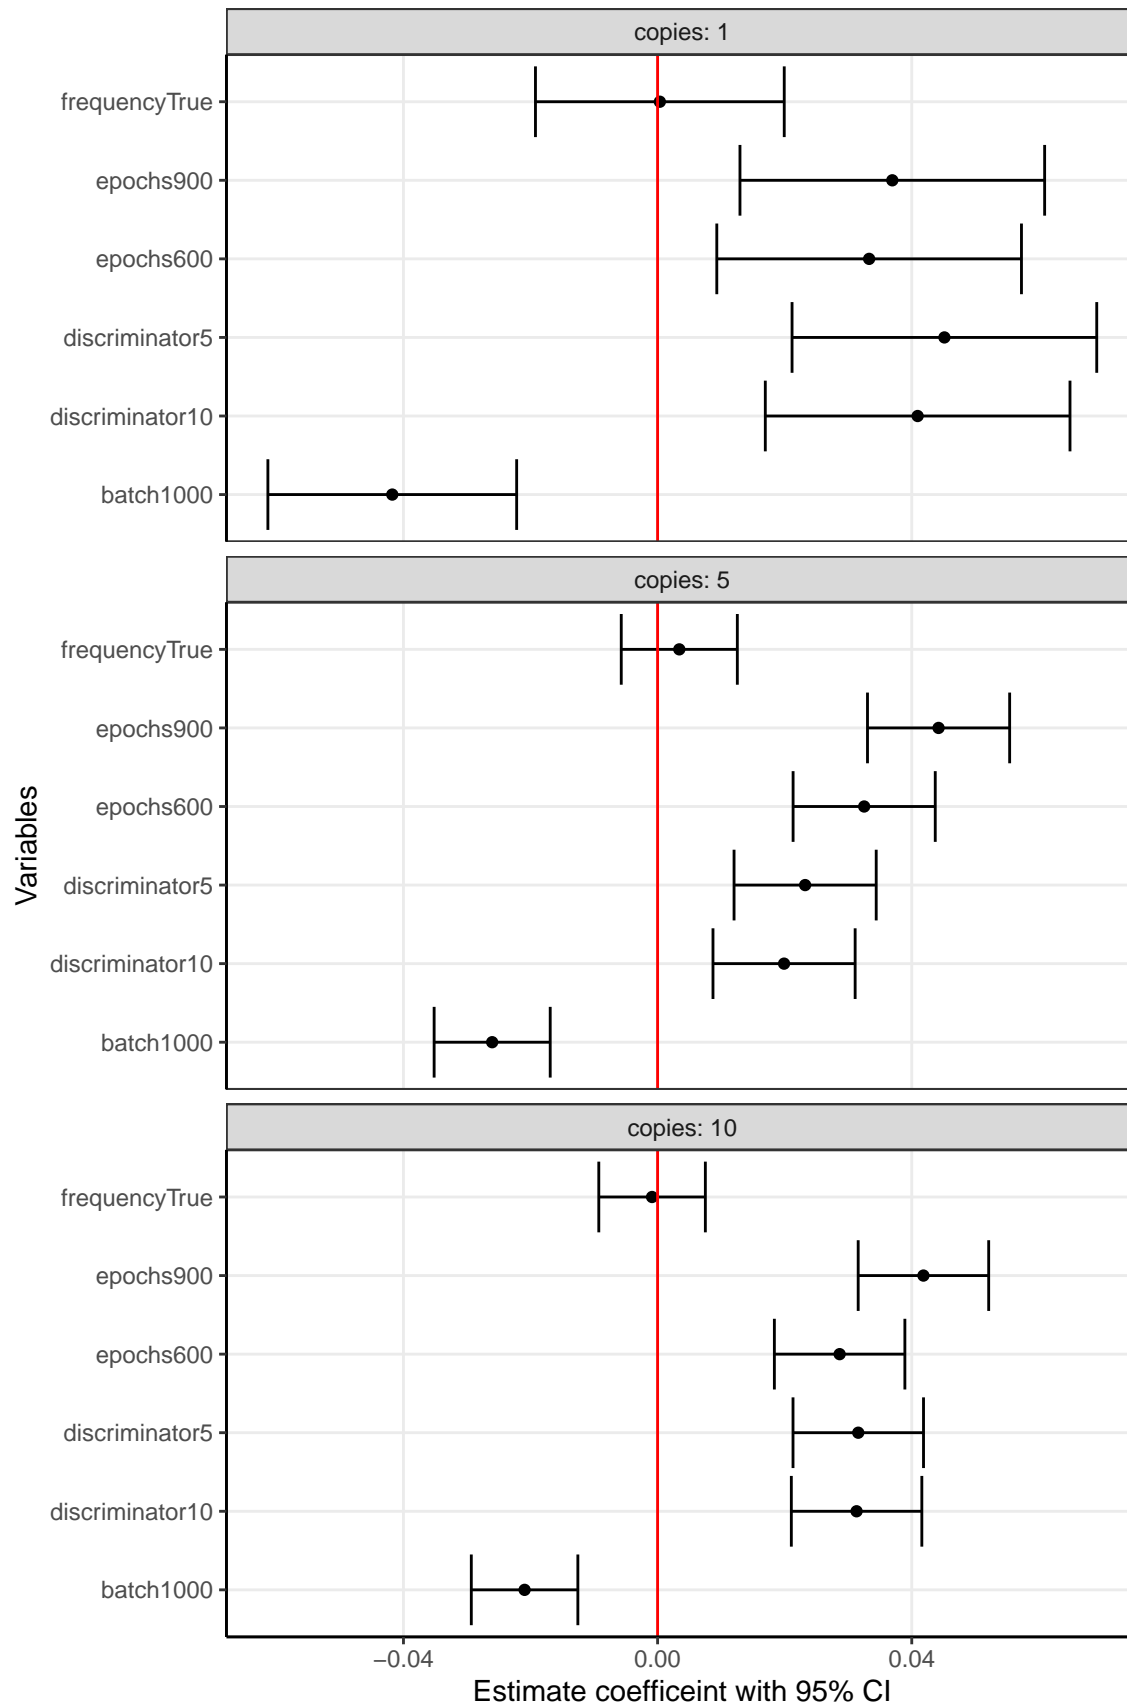 copies: 1
frequencyTrue
epochs900
epochs600
discriminator5
discriminator10
batch1000
copies: 5
frequencyTrue
epochs900
epochs600
discriminator5
discriminator10
batch1000
copies: 10
frequencyTrue
epochs900
epochs600
discriminator5
discriminator10
batch1000
Variables
−0.04 0.00 0.04
Estimate coefficeint with 95% CI